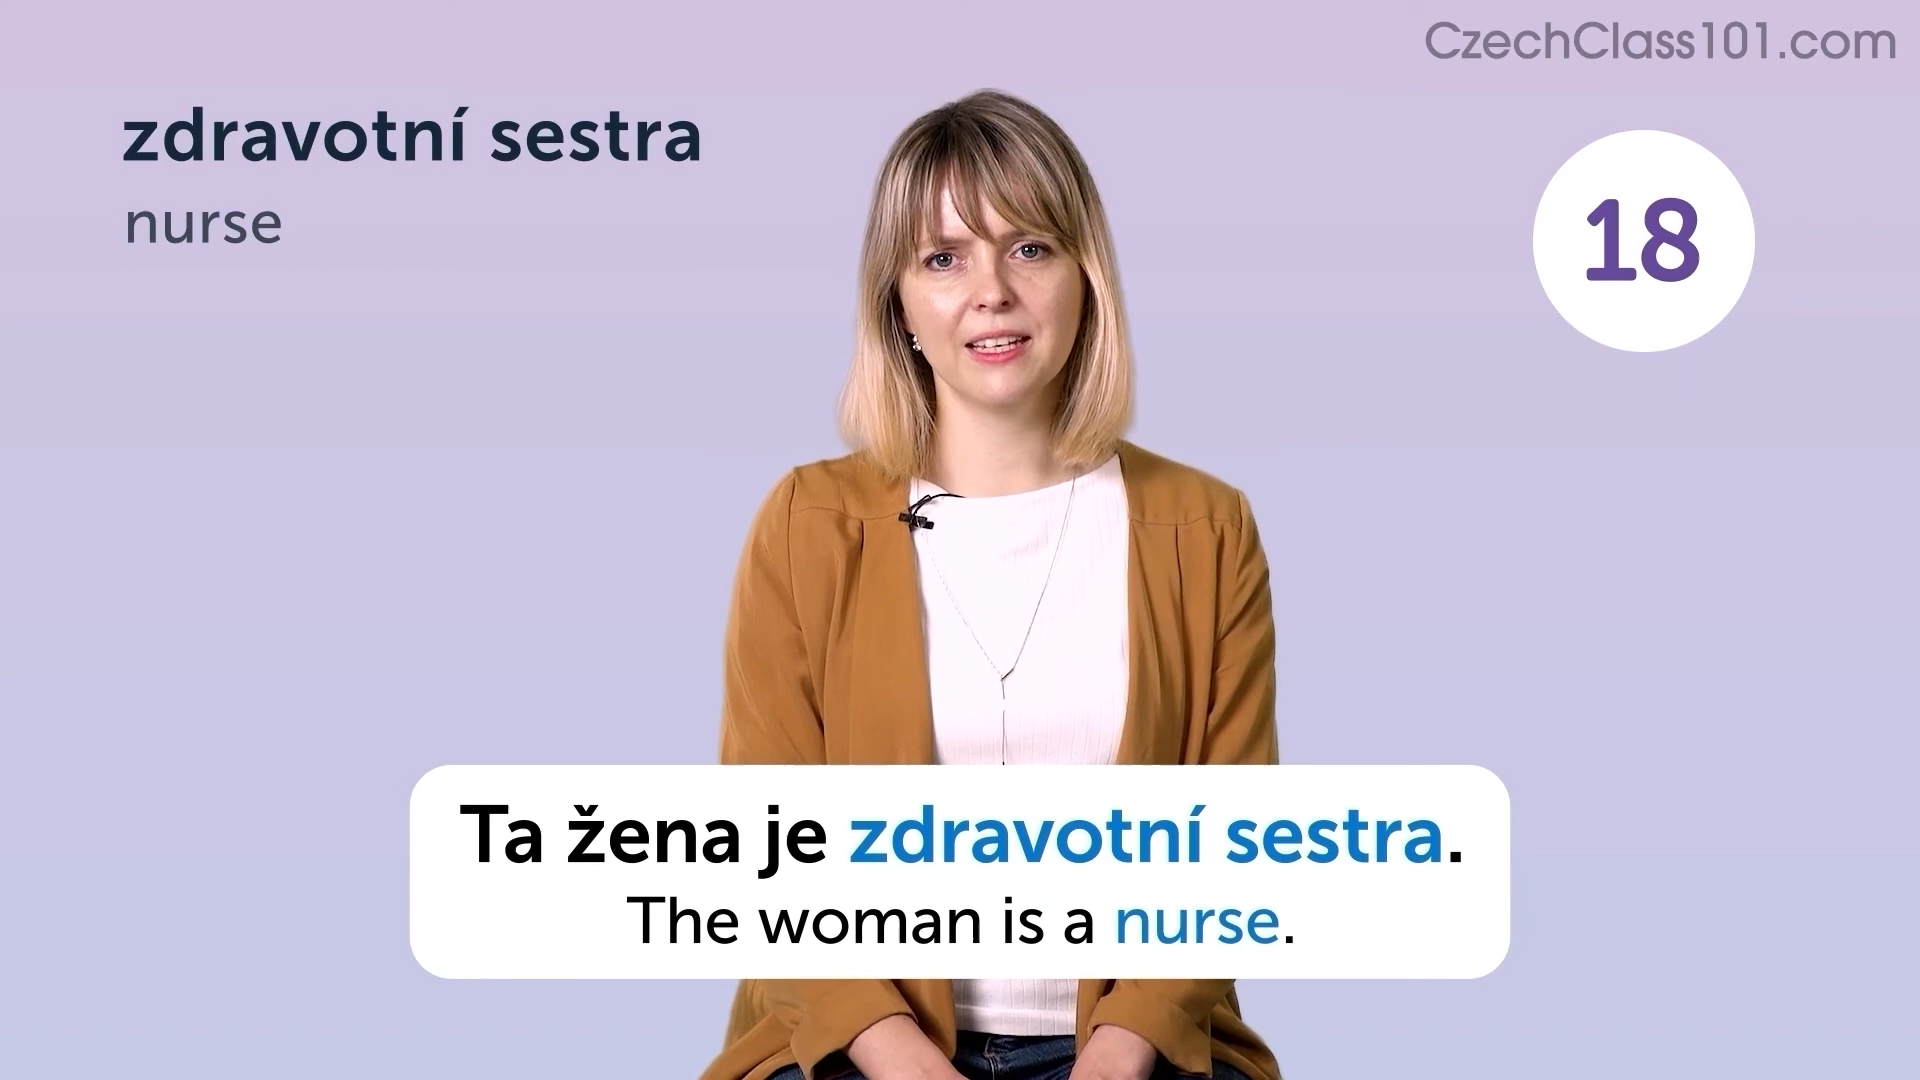 CzechClass101.com
zdravotní sestra
nurse
18
Ta žena je zdravotní sestra.
The woman is a nurse.